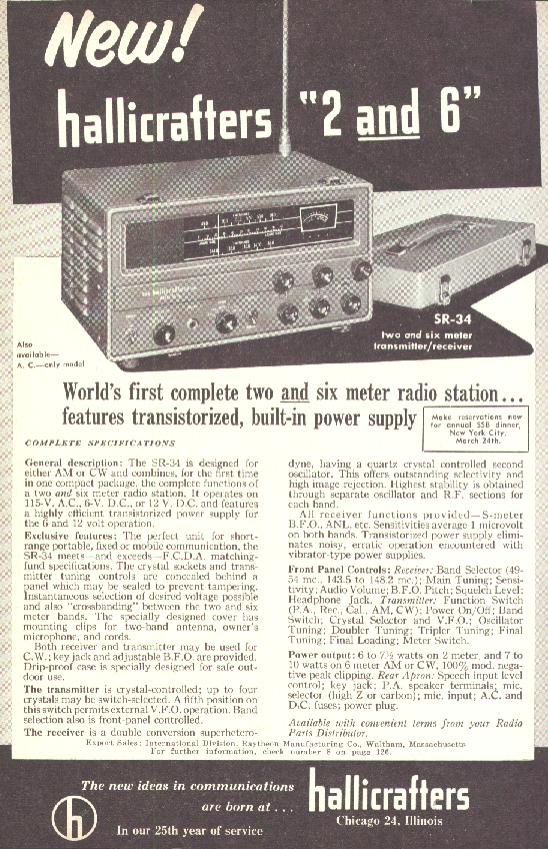 New!
hallicrafters "2 and 6"
SR-34
two and six meter
transmitter/receiver
Also
available—
A. C.—only model
World's first complete two and six meter radio station...
features transistorized, built-in power supply
Make reservations now
for annual SSB dinner,
New York City,
March 24th.
COMPLETE SPECIFICATIONS
General description: The SR-34 is designed for
either AM or CW and combines, for the first time
in one compact package, the complete functions of
a two and six meter radio station. It operates on
115-V. A.C., 6-V. D.C., or 12 V. D.C. and features
a highly efficient transistorized power supply for
the 6 and 12 volt operation.
Exclusive features: The perfect unit for short-
range portable, fixed or mobile communication, the
SR-34 meets—and exceeds—F.C.D.A. matching-
fund specifications. The crystal sockets and trans-
mitter tuning controls are concealed behind a
panel which may be sealed to prevent tampering.
Instantaneous selection of desired voltage possible
and also "crossbanding" between the two and six
meter bands. The specially designed cover has
mounting clips for two-band antenna, owner's
microphone, and cords.
Both receiver and transmitter may be used for
C.W.; key jack and adjustable B.F.O. are provided.
Drip-proof case is specially designed for safe out-
door use.
The transmitter is crystal-controlled; up to four
crystals may be switch-selected. A fifth position on
this switch permits external V.F.O. operation. Band
selection also is front-panel controlled.
The receiver is a double conversion superhetero-
dyne, having a quartz crystal controlled second
oscillator. This offers outstanding selectivity and
high image rejection. Highest stability is obtained
through separate oscillator and R.F. sections for
each band.
All receiver functions provided—S-meter
B.F.O., ANL, etc. Sensitivities average 1 microvolt
on both bands. Transistorized power supply elimi-
nates noisy, erratic operation encountered with
vibrator-type power supplies.
Front Panel Controls: Receiver: Band Selector (49-
54 mc., 143.5 to 148.2 mc.); Main Tuning; Sensi-
tivity; Audio Volume; B.F.O. Pitch; Squelch Level;
Headphone Jack. Transmitter: Function Switch
(P.A., Rec., Cal., AM, CW); Power On/Off; Band
Switch; Crystal Selector and V.F.O.; Oscillator
Tuning; Doubler Tuning; Tripler Tuning; Final
Tuning; Final Loading; Meter Switch.
Power output: 6 to 7½ watts on 2 meter, and 7 to
10 watts on 6 meter AM or CW, 100% mod. nega-
tive peak clipping. Rear Apron: Speech input level
control; key jack; P.A. speaker terminals; mic.
selector (high Z or carbon); mic. input; A.C. and
D.C. fuses; power plug.
Available with convenient terms from your Radio
Parts Distributor.
Export Sales: International Division, Raytheon Manufacturing Co., Waltham, Massachusetts
For further information, check number 8 on page 126.
The new ideas in communications
are born at . . .
hallicrafters
Chicago 24, Illinois
h
In our 25th year of service